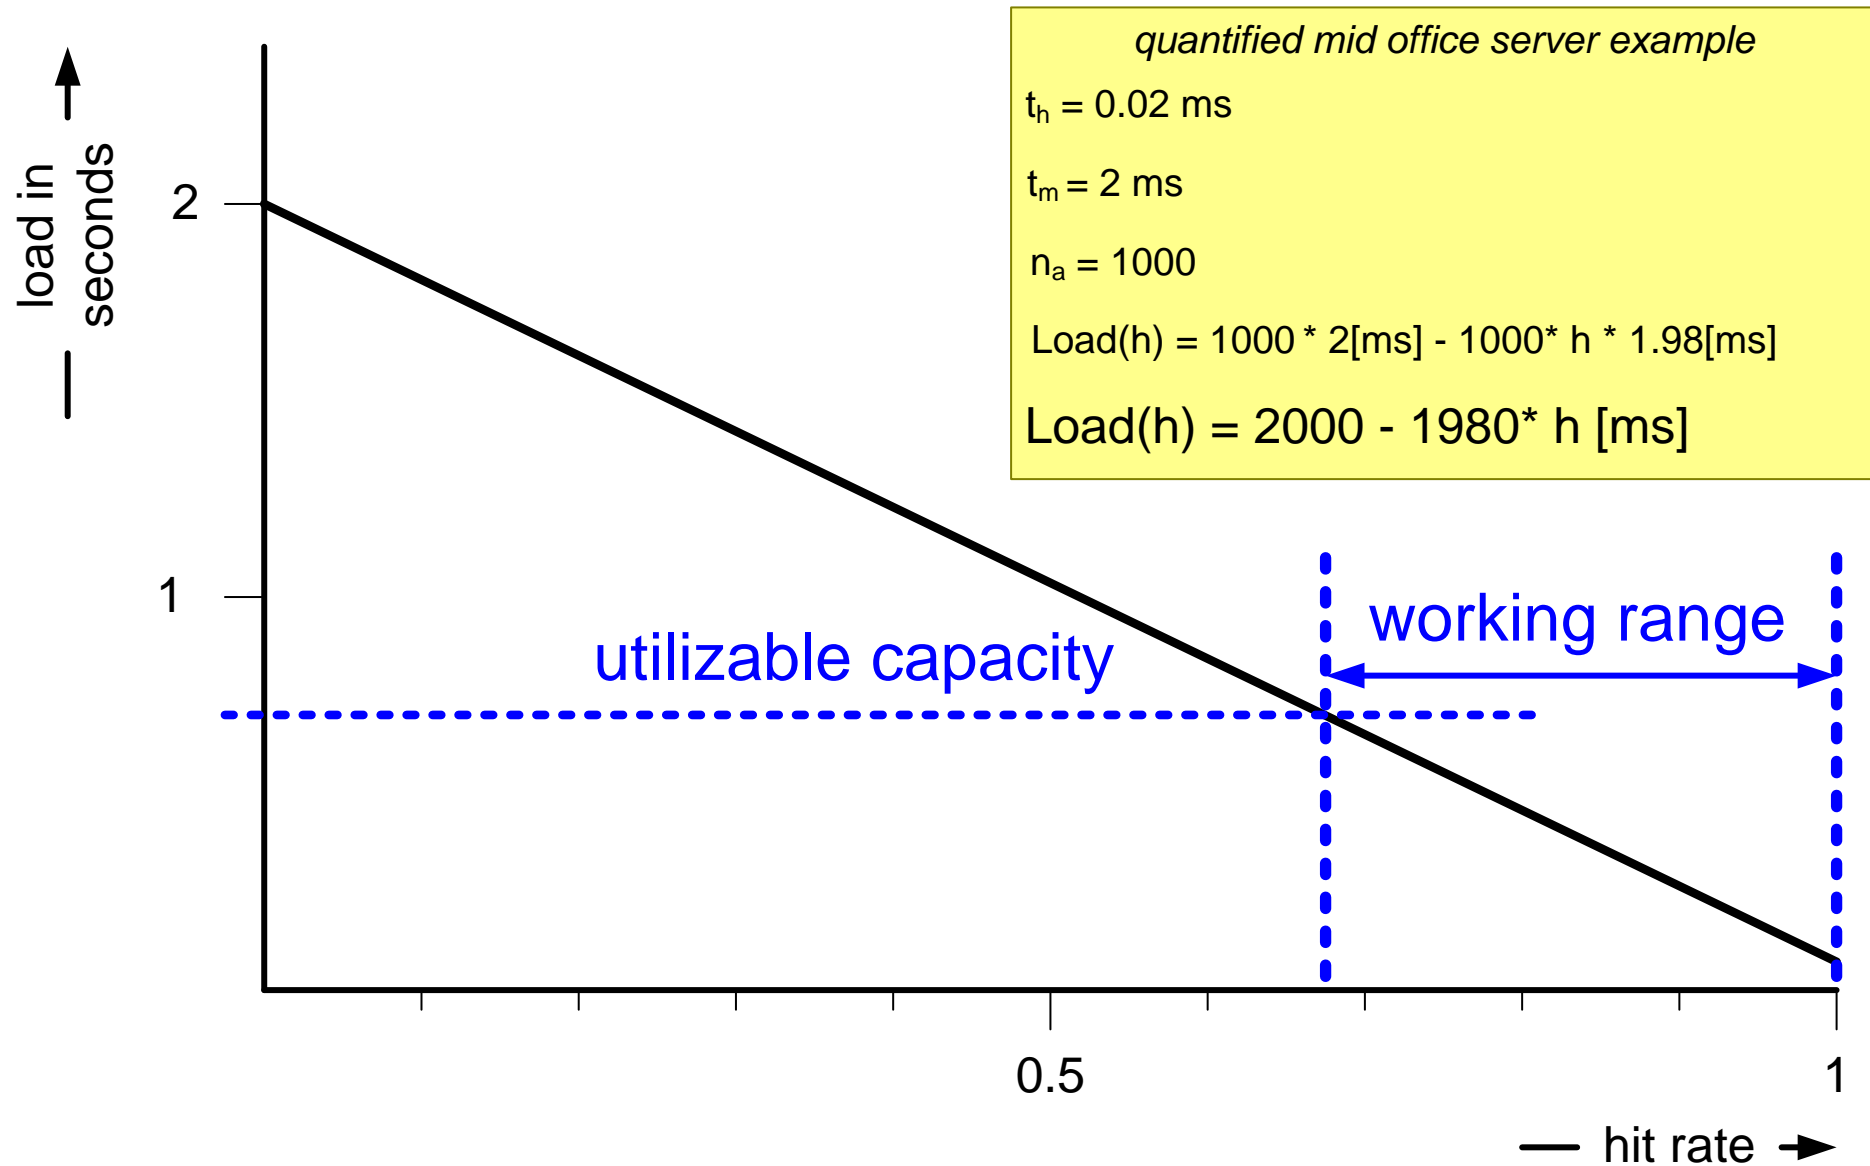 quantified mid office server example
tₕ = 0.02 ms
tₘ = 2 ms
nₐ = 1000
Load(h) = 1000 * 2[ms] - 1000* h * 1.98[ms]
Load(h) = 2000 - 1980* h [ms]
load in
seconds
2
1
utilizable capacity
working range
0.5
1
hit rate